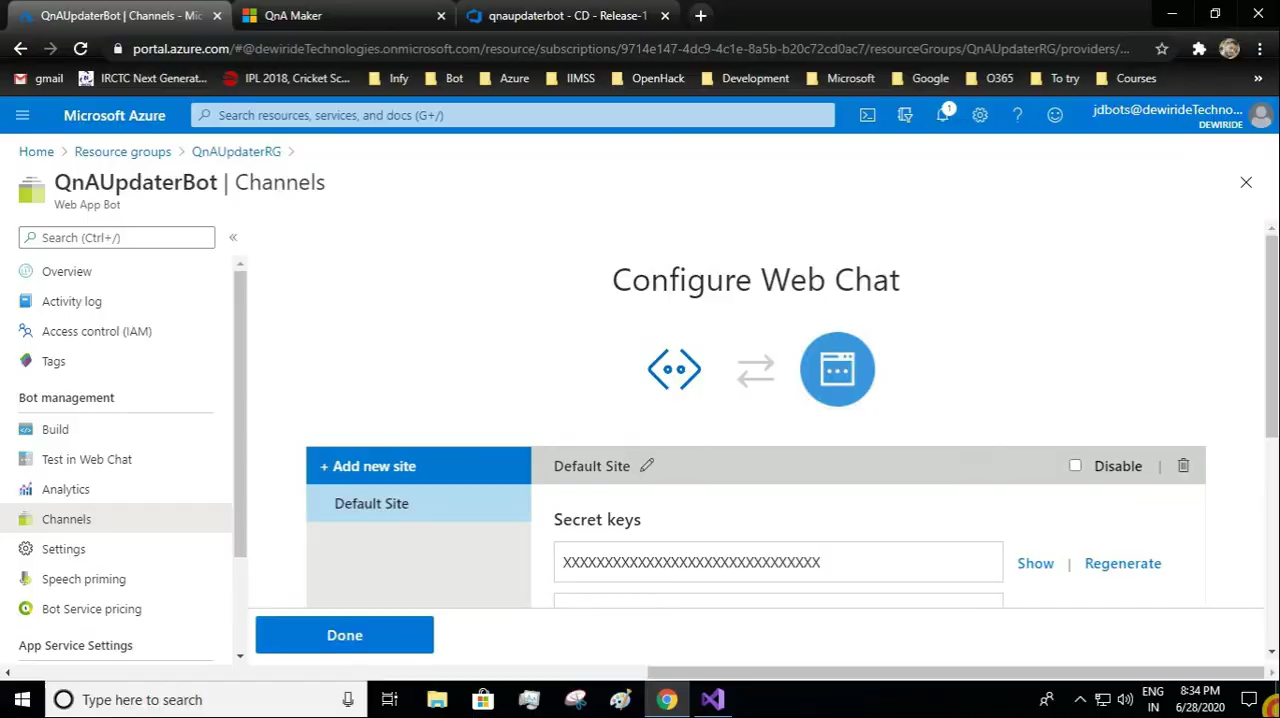 QnAUpdaterBot | Channels - Mic
QnA Maker
qnaupdaterbot - CD - Release-1
portal.azure.com/#@dewirideTechnologies.onmicrosoft.com/resource/subscriptions/9714e147-4dc9-4c1e-8a5b-b20c72cd0ac7/resourceGroups/QnAUpdaterRG/providers/...
gmail
IRCTC Next Generat...
IPL 2018, Cricket Sc...
Infy
Bot
Azure
IIMSS
OpenHack
Development
Microsoft
Google
O365
To try
Courses
»
Microsoft Azure
Search resources, services, and docs (G+/)
1
jdbots@dewirideTechno...
DEWIRIDE
Home > Resource groups > QnAUpdaterRG >
QnAUpdaterBot | Channels
Web App Bot
Search (Ctrl+/)
«
Overview
Activity log
Access control (IAM)
Tags
Bot management
Build
Test in Web Chat
Analytics
Channels
Settings
Speech priming
Bot Service pricing
App Service Settings
Configure Web Chat
+ Add new site
Default Site
Default Site
Disable |
Secret keys
XXXXXXXXXXXXXXXXXXXXXXXXXXXXXXX
Show | Regenerate
Done
Type here to search
ENG
IN
8:34 PM
6/28/2020